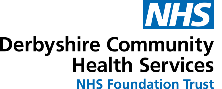 NHS
Derbyshire Community
Health Services
NHS Foundation Trust